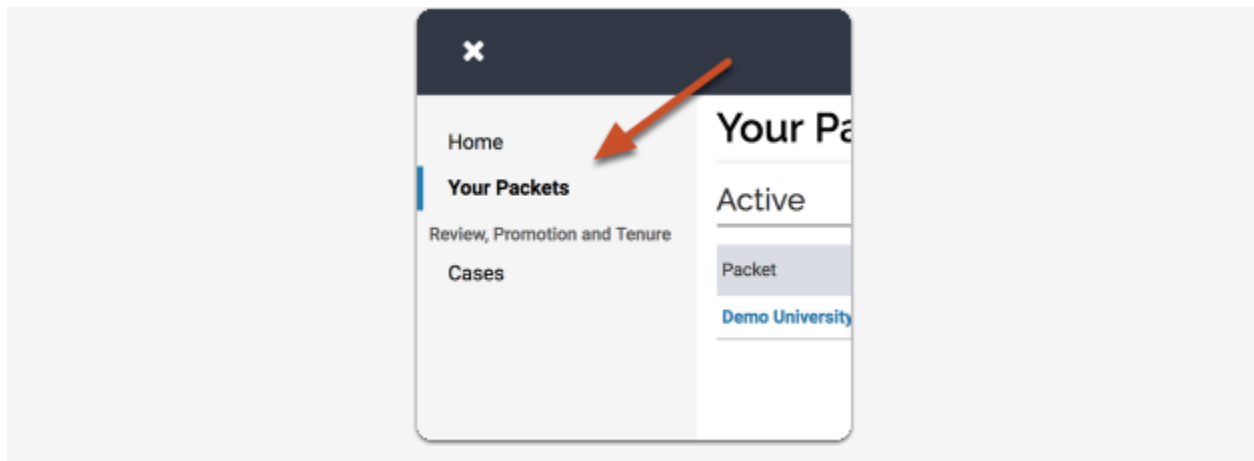 Home
Your Packets
Review, Promotion and Tenure
Cases
Your Pa
Active
Packet
Demo University